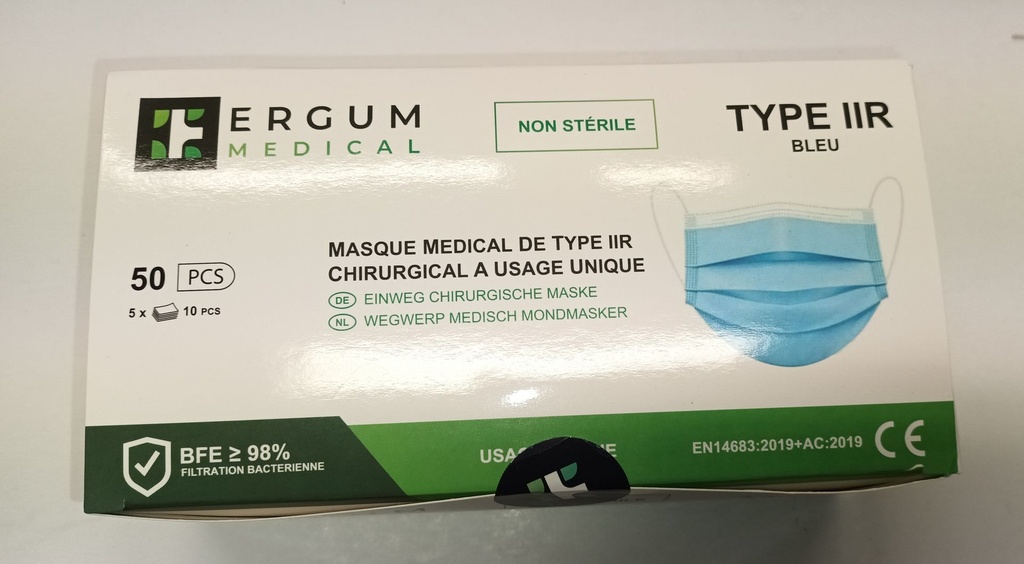 ERGUM
MEDICAL
NON STÉRILE
TYPE IIR
BLEU
50 PCS
5 x 10 PCS
MASQUE MEDICAL DE TYPE IIR
CHIRURGICAL A USAGE UNIQUE
DE EINWEG CHIRURGISCHE MASKE
NL WEGWERP MEDISCH MONDMASKER
BFE ≥ 98%
FILTRATION BACTERIENNE
EN14683:2019+AC:2019 CE